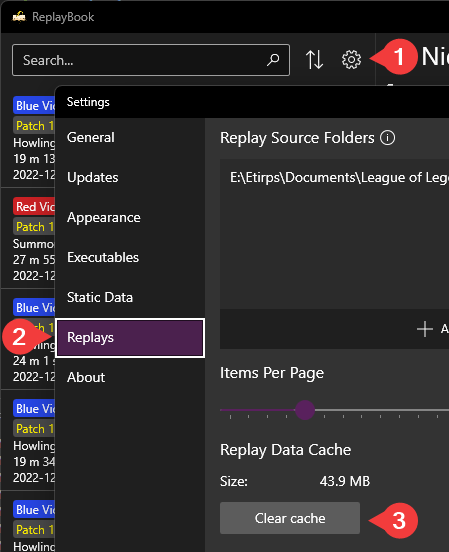 ReplayBook
Search...
1
Nic
Settings
Blue Vic
Patch 1
Howling
19 m 13
2022-12
Red Vic
Patch 1
Summo
27 m 55
2022-12
Blue Vic
Patch 1
Howling
24 m 1 s
2022-12
Blue Vic
Patch 1
Howling
19 m 34
2022-12
Blue Vic
Patch 1
Howling
General
Updates
Appearance
Executables
Static Data
2
Replays
About
Replay Source Folders
E:\Etirps\Documents\League of Lege
A
Items Per Page
Replay Data Cache
Size: 43.9 MB
Clear cache
3